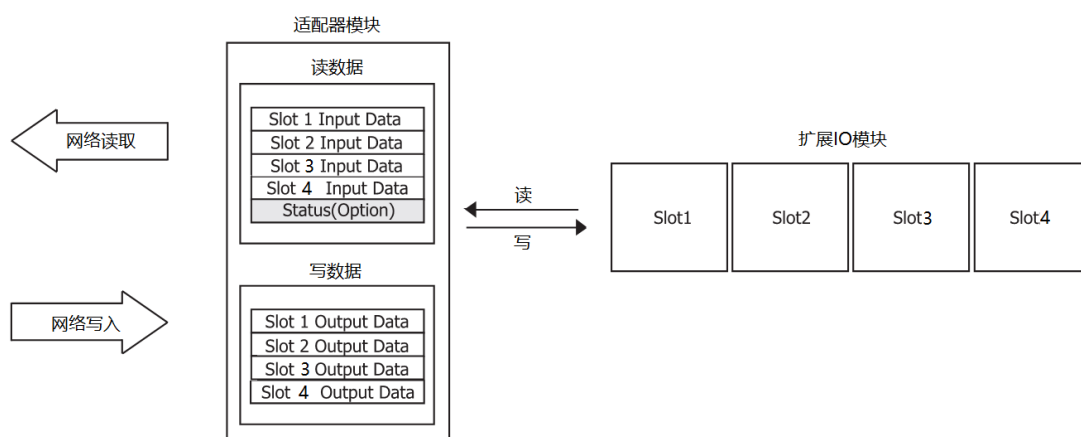 适配器模块
读数据
Slot 1 Input Data
Slot 2 Input Data
Slot 3 Input Data
Slot 4 Input Data
Status(Option)
网络读取
写数据
Slot 1 Output Data
Slot 2 Output Data
Slot 3 Output Data
Slot 4 Output Data
网络写入
读
写
扩展IO模块
Slot1
Slot2
Slot3
Slot4